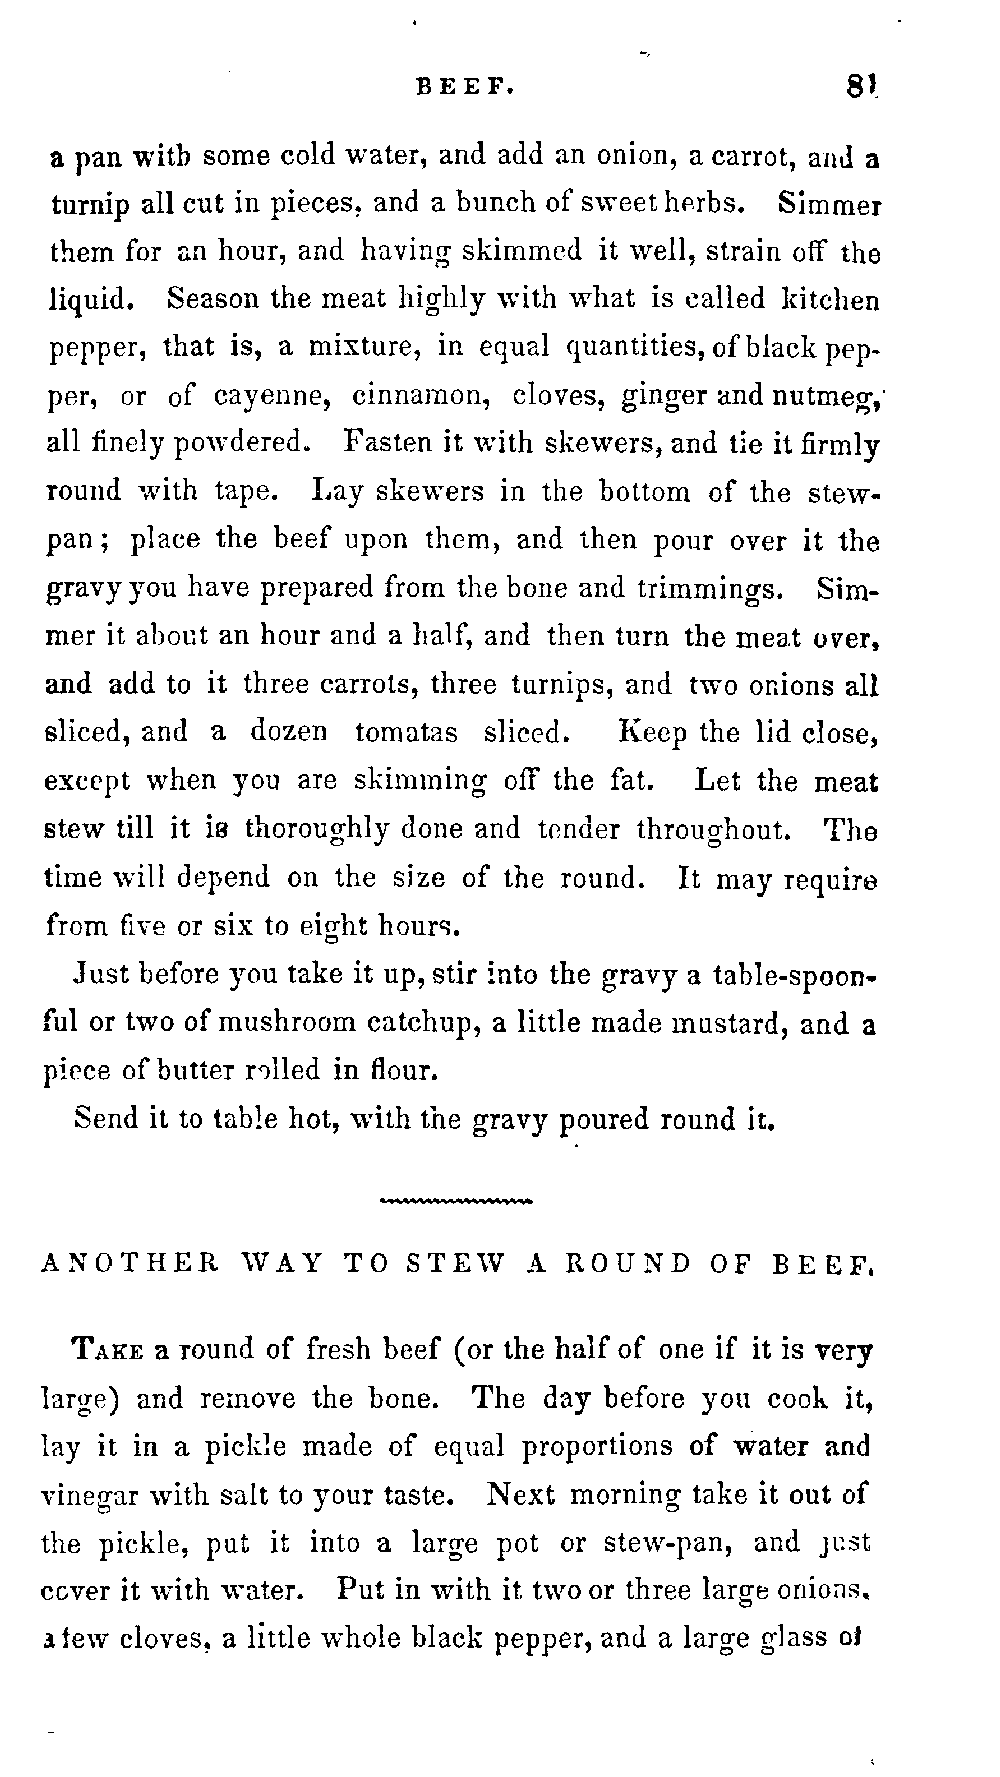 BEEF. 81
a pan with some cold water, and add an onion, a carrot, and a
turnip all cut in pieces, and a bunch of sweet herbs. Simmer
them for an hour, and having skimmed it well, strain off the
liquid. Season the meat highly with what is called kitchen
pepper, that is, a mixture, in equal quantities, of black pep-
per, or of cayenne, cinnamon, cloves, ginger and nutmeg,
all finely powdered. Fasten it with skewers, and tie it firmly
round with tape. Lay skewers in the bottom of the stew-
pan; place the beef upon them, and then pour over it the
gravy you have prepared from the bone and trimmings. Sim-
mer it about an hour and a half, and then turn the meat over,
and add to it three carrots, three turnips, and two onions all
sliced, and a dozen tomatas sliced. Keep the lid close,
except when you are skimming off the fat. Let the meat
stew till it is thoroughly done and tender throughout. The
time will depend on the size of the round. It may require
from five or six to eight hours.
Just before you take it up, stir into the gravy a table-spoon-
ful or two of mushroom catchup, a little made mustard, and a
piece of butter rolled in flour.
Send it to table hot, with the gravy poured round it.
ANOTHER WAY TO STEW A ROUND OF BEEF.
TAKE a round of fresh beef (or the half of one if it is very
large) and remove the bone. The day before you cook it,
lay it in a pickle made of equal proportions of water and
vinegar with salt to your taste. Next morning take it out of
the pickle, put it into a large pot or stew-pan, and just
cover it with water. Put in with it two or three large onions,
a few cloves, a little whole black pepper, and a large glass of